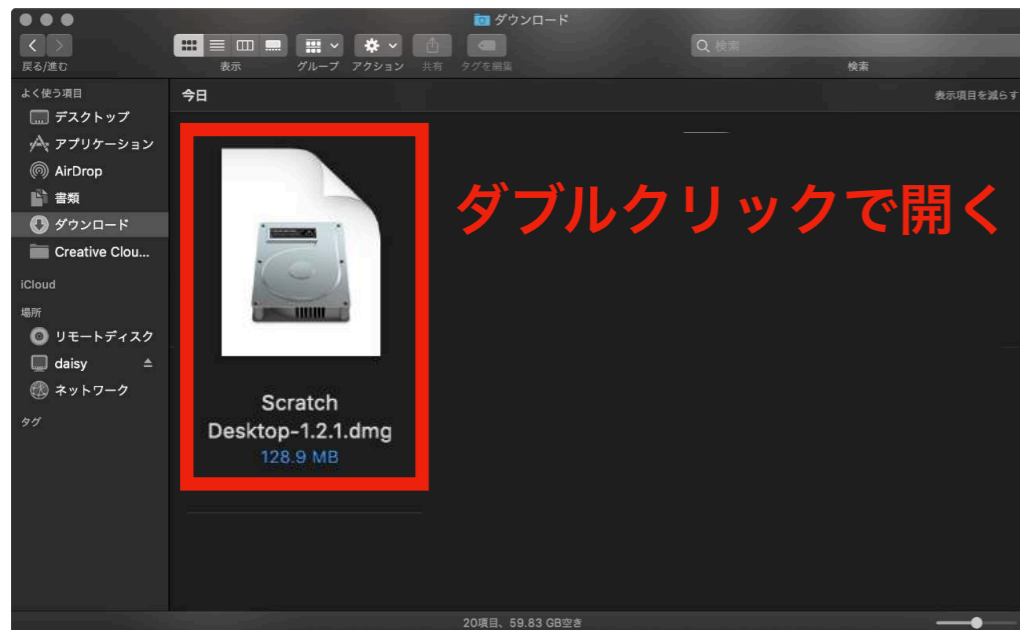 ダウンロード
戻る/進む
表示
グループ
アクション
共有
タグを編集
検索
検索
よく使う項目
デスクトップ
アプリケーション
AirDrop
書類
ダウンロード
Creative Clou...
iCloud
場所
リモートディスク
daisy
ネットワーク
タグ
今日
表示項目を減らす
ダブルクリックで開く
Scratch
Desktop-1.2.1.dmg
128.9 MB
20項目、59.83 GB空き